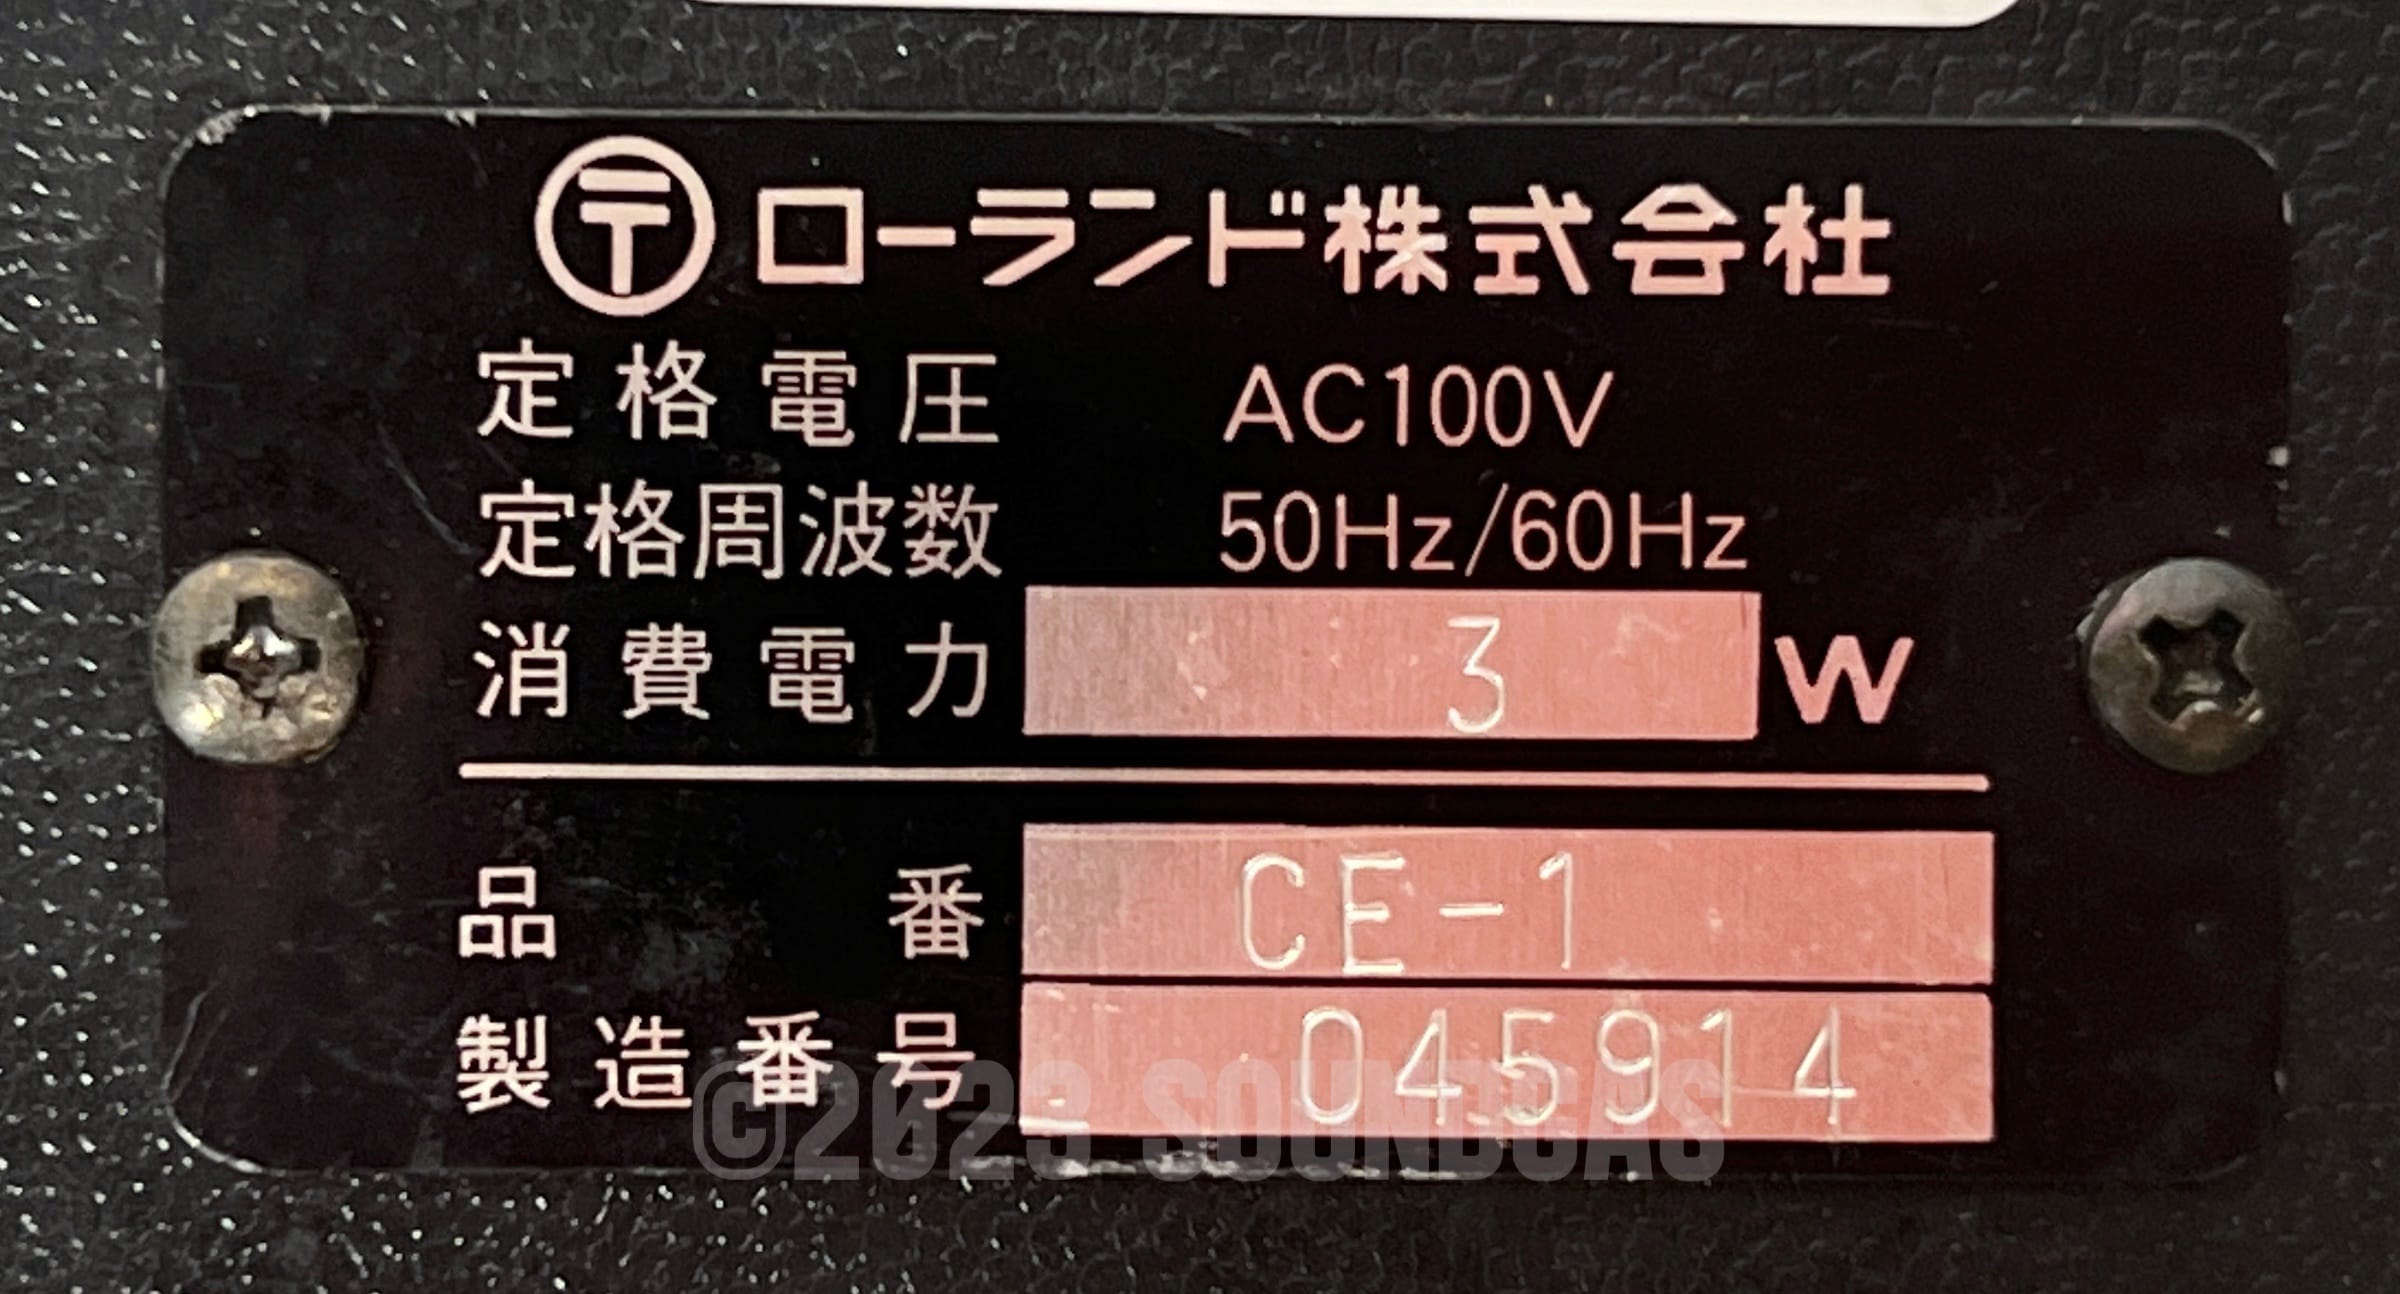 〒 ローランド株式会社
定格電圧 AC100V
定格周波数 50Hz/60Hz
消費電力 3 W
品番 CE-1
製造番号 045914
©2023 SOUNDGAS